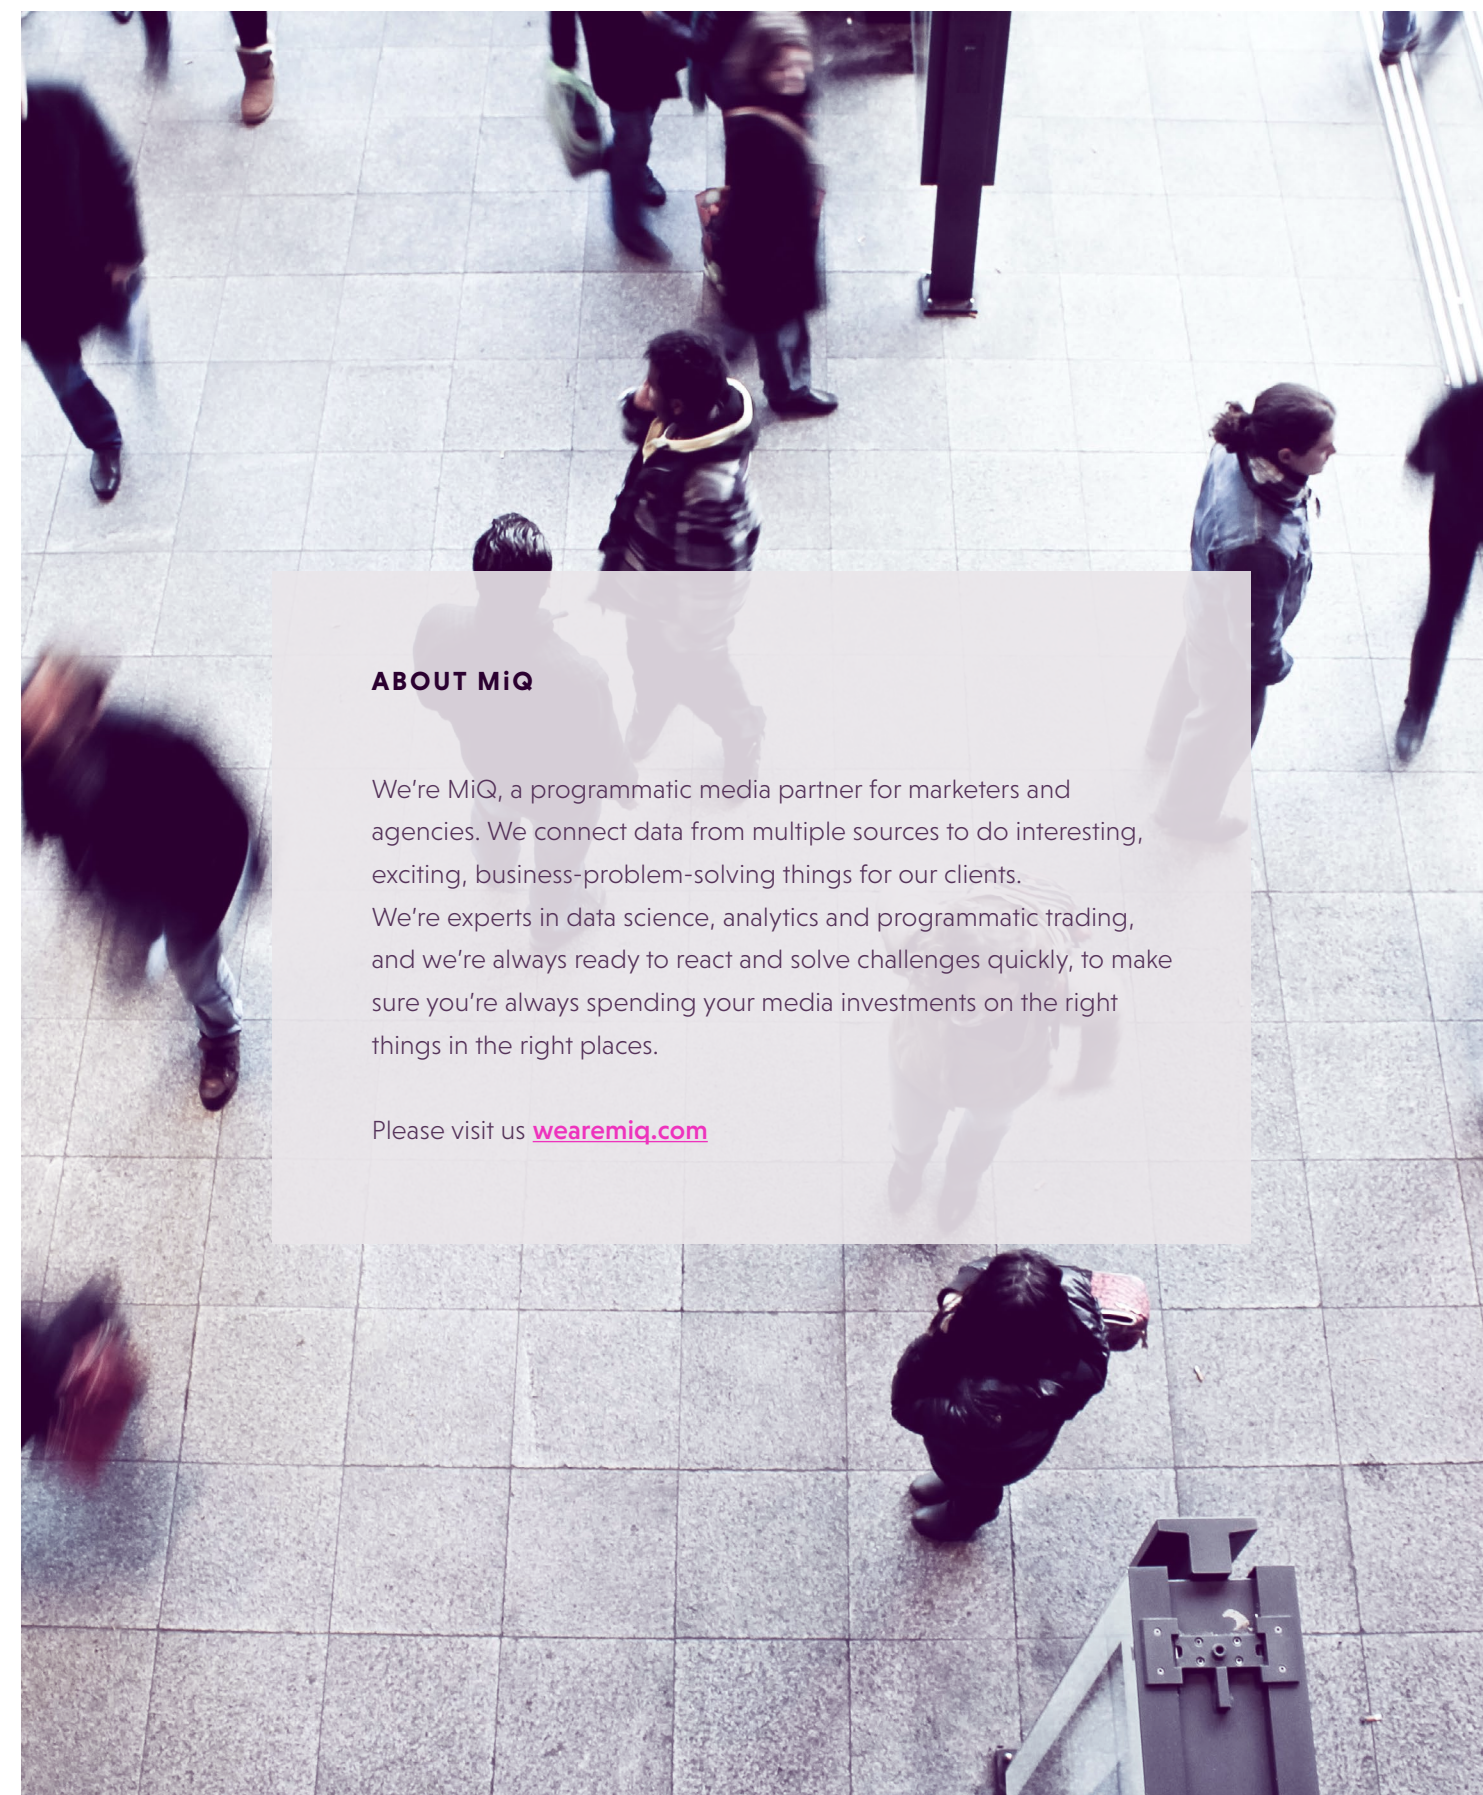 ABOUT MiQ
We’re MiQ, a programmatic media partner for marketers and
agencies. We connect data from multiple sources to do interesting,
exciting, business-problem-solving things for our clients.
We’re experts in data science, analytics and programmatic trading,
and we’re always ready to react and solve challenges quickly, to make
sure you’re always spending your media investments on the right
things in the right places.
Please visit us wearemiq.com